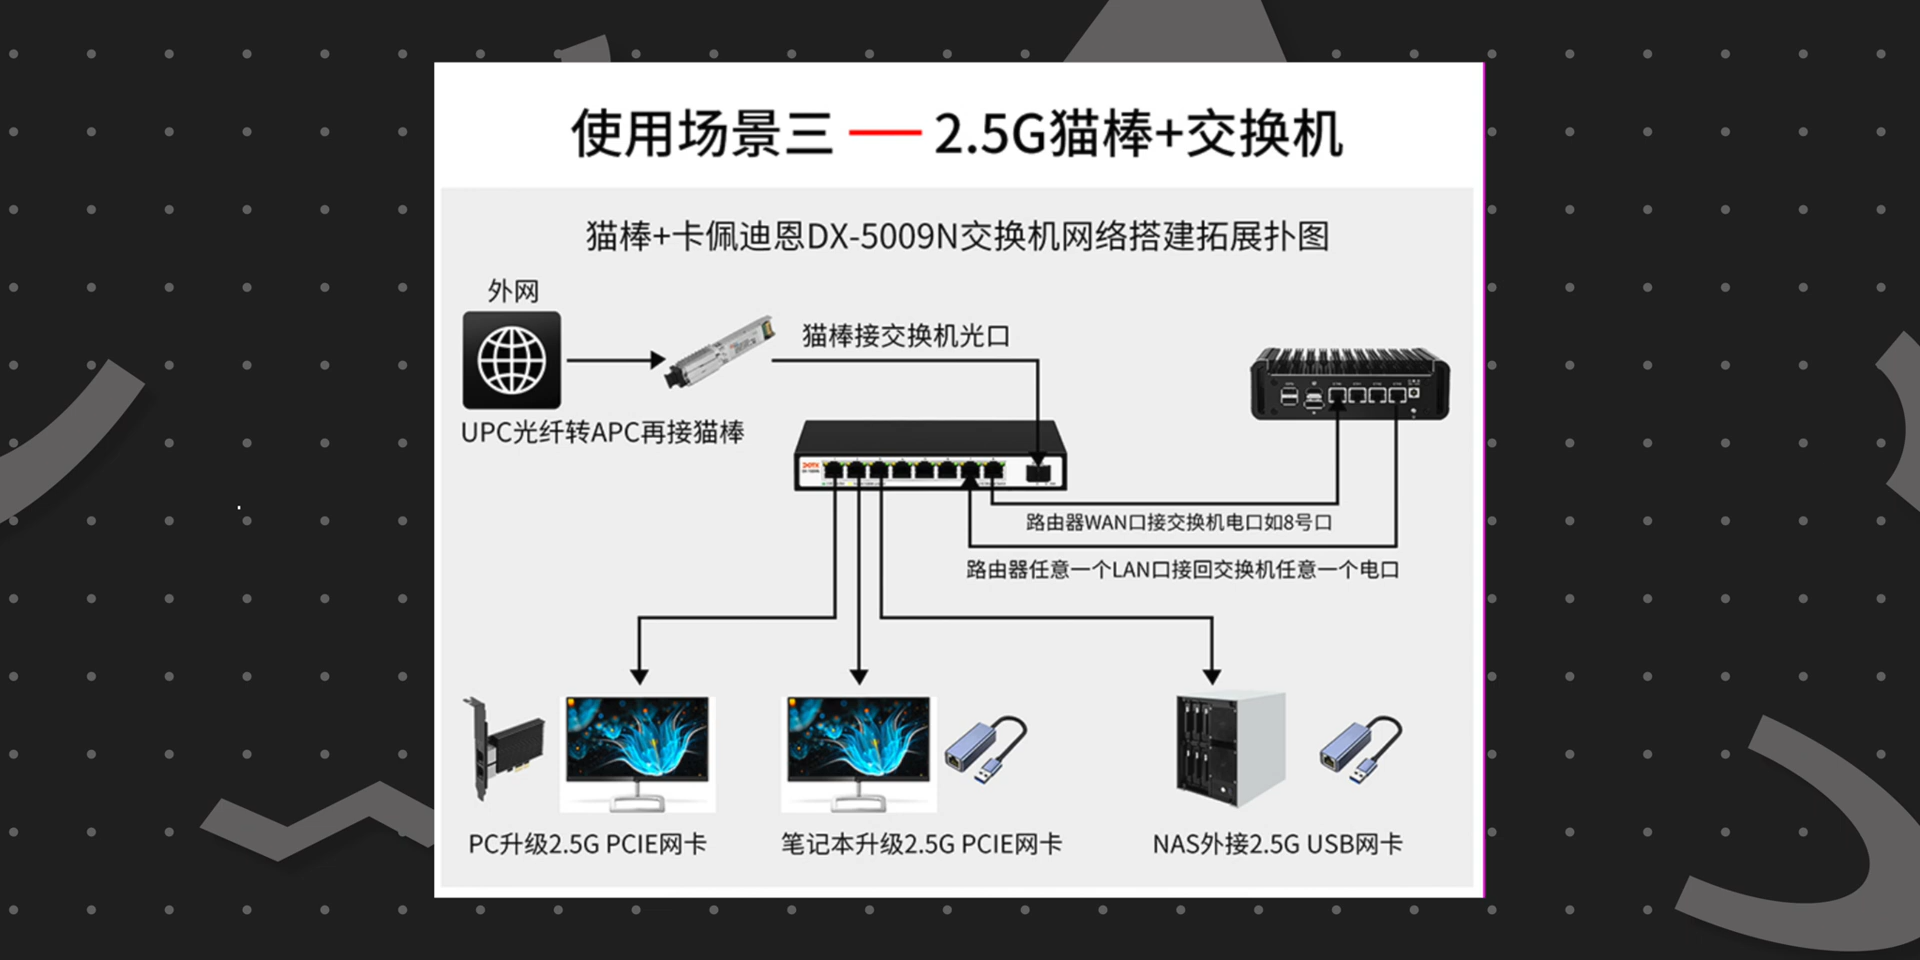 使用场景三 — 2.5G猫棒+交换机
猫棒+卡佩迪恩DX-5009N交换机网络搭建拓展扑图
外网
猫棒接交换机光口
UPC光纤转APC再接猫棒
路由器WAN口接交换机电口如8号口
路由器任意一个LAN口接回交换机任意一个电口
PC升级2.5G PCIE网卡
笔记本升级2.5G PCIE网卡
NAS外接2.5G USB网卡